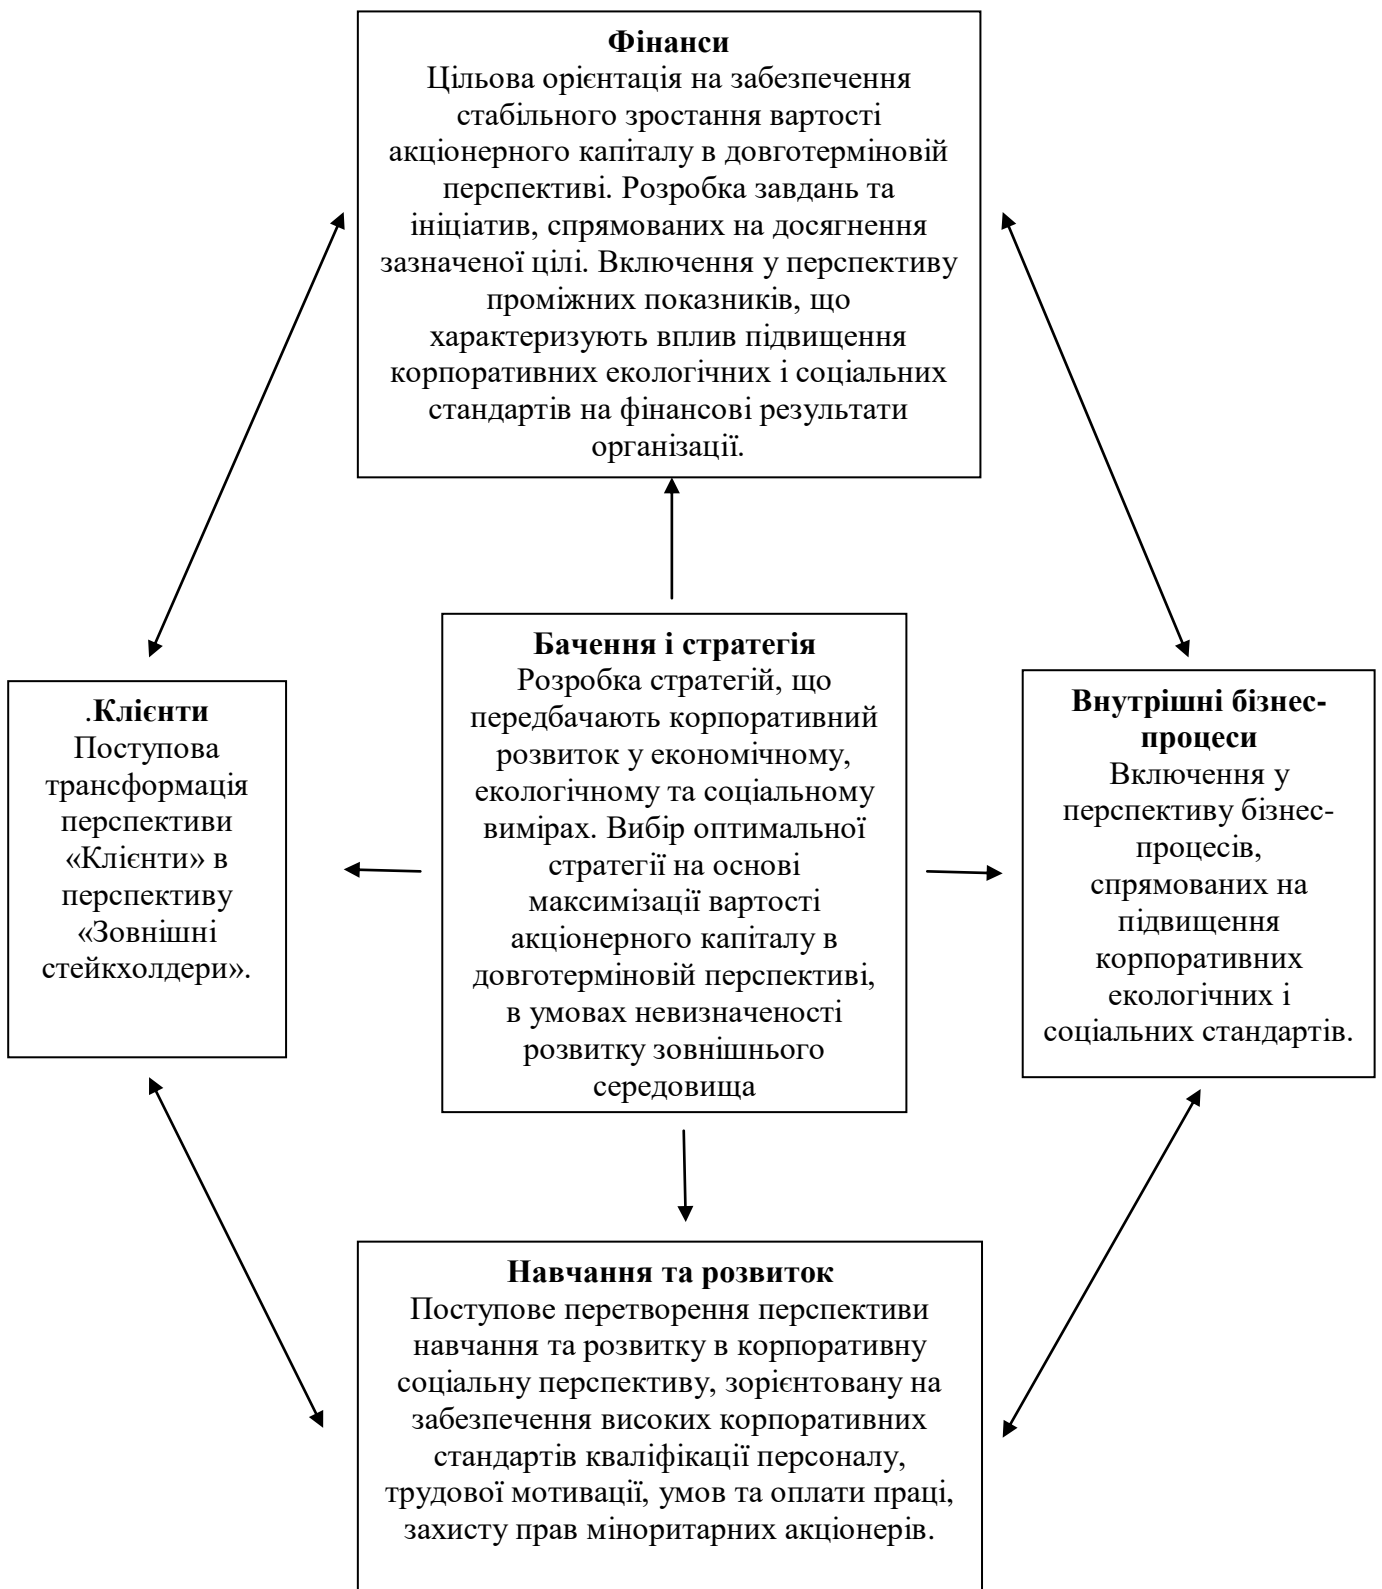 Фінанси
Цільова орієнтація на забезпечення
стабільного зростання вартості
акціонерного капіталу в довготерміновій
перспективі. Розробка завдань та
ініціатив, спрямованих на досягнення
зазначеної цілі. Включення у перспективу
проміжних показників, що
характеризують вплив підвищення
корпоративних екологічних і соціальних
стандартів на фінансові результати
організації.
Бачення і стратегія
Розробка стратегій, що
передбачають корпоративний
розвиток у економічному,
екологічному та соціальному
вимірах. Вибір оптимальної
стратегії на основі
максимізації вартості
акціонерного капіталу в
довготерміновій перспективі,
в умовах невизначеності
розвитку зовнішнього
середовища
.Клієнти
Поступова
трансформація
перспективи
«Клієнти» в
перспективу
«Зовнішні
стейкхолдери».
Внутрішні бізнес-
процеси
Включення у
перспективу бізнес-
процесів,
спрямованих на
підвищення
корпоративних
екологічних і
соціальних стандартів.
Навчання та розвиток
Поступове перетворення перспективи
навчання та розвитку в корпоративну
соціальну перспективу, зорієнтовану на
забезпечення високих корпоративних
стандартів кваліфікації персоналу,
трудової мотивації, умов та оплати праці,
захисту прав міноритарних акціонерів.